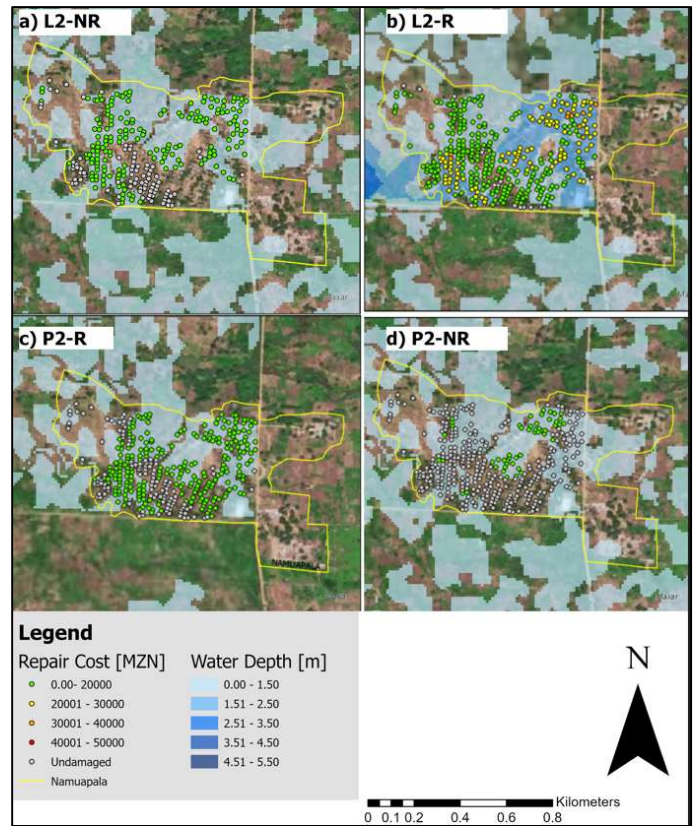 a) L2-NR
b) L2-R
Maxar
c) P2-R
d) P2-NR
NAMUAPALA
Maxar
Legend
Repair Cost [MZN]
0.00- 20000
20001 - 30000
30001 - 40000
40001 - 50000
Undamaged
Namuapala
Water Depth [m]
0.00 - 1.50
1.51 - 2.50
2.51 - 3.50
3.51 - 4.50
4.51 - 5.50
N
Kilometers
0 0.1 0.2 0.4 0.6 0.8